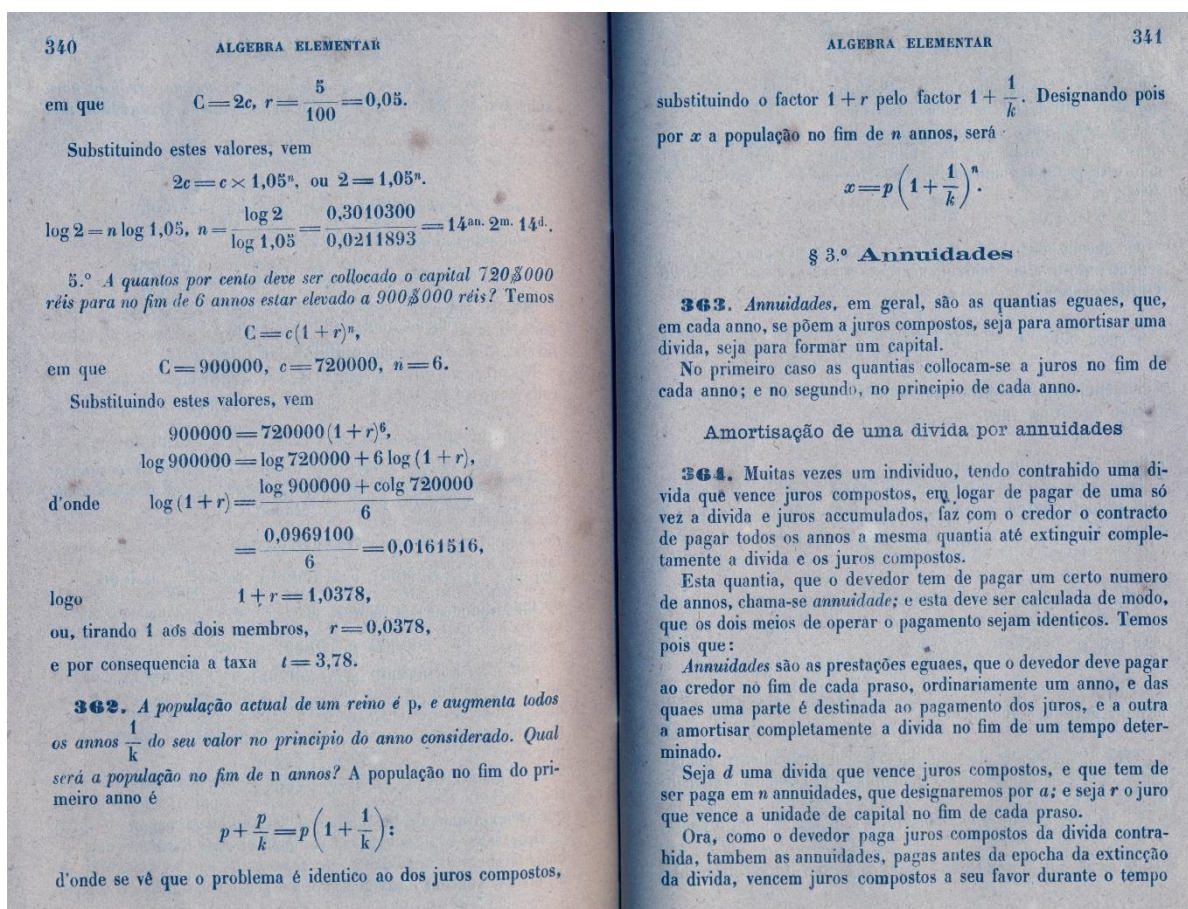 340 ALGEBRA ELEMENTAR
em que C=2c, r=5/100=0,05.
Substituindo estes valores, vem
2c=c×1,05ⁿ, ou 2=1,05ⁿ.
log 2=n log 1,05, n=log 2/log 1,05=0,3010300/0,0211893=14an. 2m. 14d..
5.º A quantos por cento deve ser collocado o capital 720$000
réis para no fim de 6 annos estar elevado a 900$000 réis? Temos
C=c(1+r)ⁿ,
em que C=900000, c=720000, n=6.
Substituindo estes valores, vem
900000=720000(1+r)⁶,
log 900000=log 720000+6 log (1+r),
d'onde log (1+r)=(log 900000+colg 720000)/6
=0,0969100/6=0,0161516,
logo 1+r=1,0378,
ou, tirando 1 aos dois membros, r=0,0378,
e por consequencia a taxa t=3,78.
362. A população actual de um reino é p, e augmenta todos
os annos 1/k do seu valor no principio do anno considerado. Qual
será a população no fim de n annos? A população no fim do pri-
meiro anno é
p+p/k=p(1+1/k):
d'onde se vê que o problema é identico ao dos juros compostos,
ALGEBRA ELEMENTAR 341
substituindo o factor 1+r pelo factor 1+1/k. Designando pois
por x a população no fim de n annos, será
x=p(1+1/k)ⁿ.
§ 3.º Annuidades
363. Annuidades, em geral, são as quantias eguaes, que,
em cada anno, se põem a juros compostos, seja para amortisar uma
divida, seja para formar um capital.
No primeiro caso as quantias collocam-se a juros no fim de
cada anno; e no segundo, no principio de cada anno.
Amortisação de uma divida por annuidades
364. Muitas vezes um individuo, tendo contrahido uma di-
vida que vence juros compostos, em logar de pagar de uma só
vez a divida e juros accumulados, faz com o credor o contracto
de pagar todos os annos a mesma quantia até extinguir comple-
tamente a divida e os juros compostos.
Esta quantia, que o devedor tem de pagar um certo numero
de annos, chama-se annuidade; e esta deve ser calculada de modo,
que os dois meios de operar o pagamento sejam identicos. Temos
pois que:
Annuidades são as prestações eguaes, que o devedor deve pagar
ao credor no fim de cada praso, ordinariamente um anno, e das
quaes uma parte é destinada ao pagamento dos juros, e a outra
a amortisar completamente a divida no fim de um tempo deter-
minado.
Seja d uma divida que vence juros compostos, e que tem de
ser paga em n annuidades, que designaremos por a; e seja r o juro
que vence a unidade de capital no fim de cada praso.
Ora, como o devedor paga juros compostos da divida contra-
hida, tambem as annuidades, pagas antes da epocha da extincção
da divida, vencem juros compostos a seu favor durante o tempo